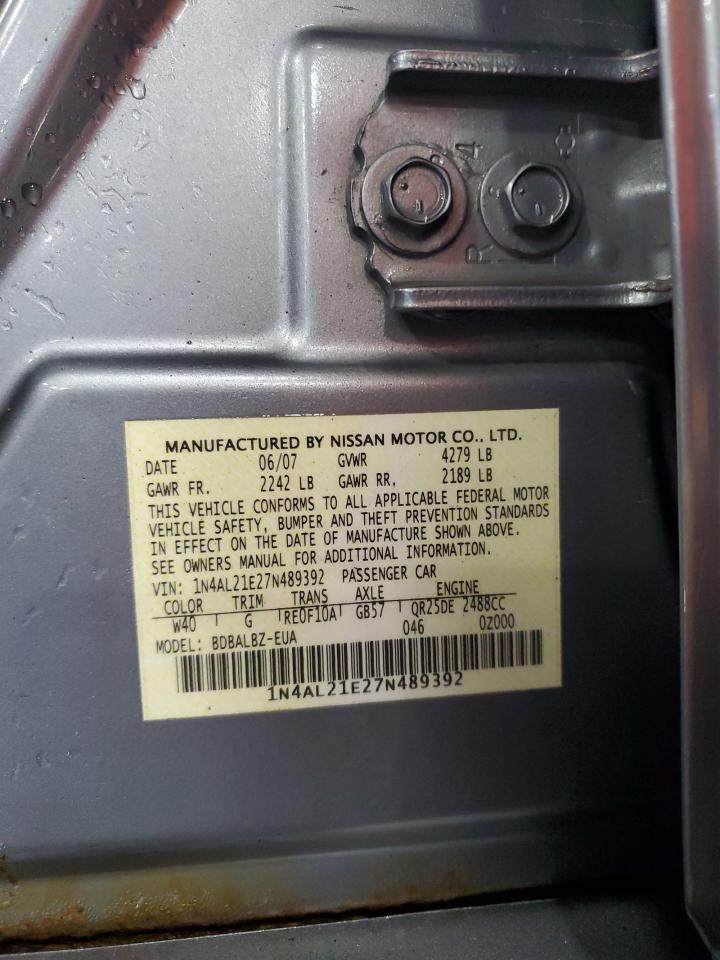 R 4
MANUFACTURED BY NISSAN MOTOR CO., LTD.
DATE 06/07 GVWR 4279 LB
GAWR FR. 2242 LB GAWR RR. 2189 LB
THIS VEHICLE CONFORMS TO ALL APPLICABLE FEDERAL MOTOR
VEHICLE SAFETY, BUMPER AND THEFT PREVENTION STANDARDS
IN EFFECT ON THE DATE OF MANUFACTURE SHOWN ABOVE.
SEE OWNERS MANUAL FOR ADDITIONAL INFORMATION.
VIN: 1N4AL21E27N489392 PASSENGER CAR
COLOR TRIM TRANS AXLE ENGINE
W40 G RE0F10A GB57 QR25DE 2488CC
MODEL: BDBALBZ-EUA 046 0Z000
1N4AL21E27N489392